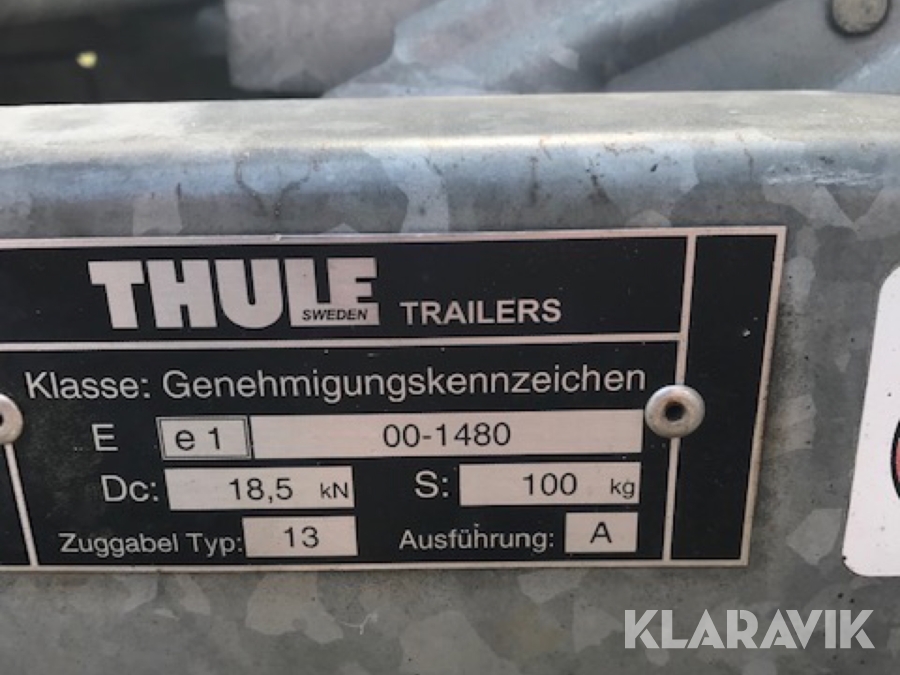 THULE SWEDEN TRAILERS
Klasse: Genehmigungskennzeichen
E e1 00-1480
Dc: 18,5 kN S: 100 kg
Zuggabel Typ: 13 Ausführung: A
KLARAVIK